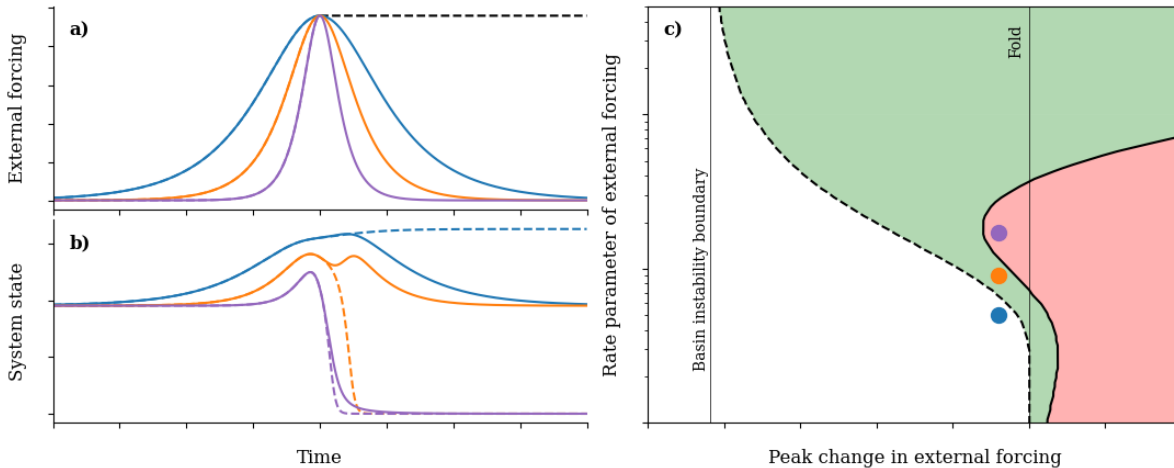 a)
External forcing
b)
System state
Time
c)
Rate parameter of external forcing
Basin instability boundary
Fold
Peak change in external forcing